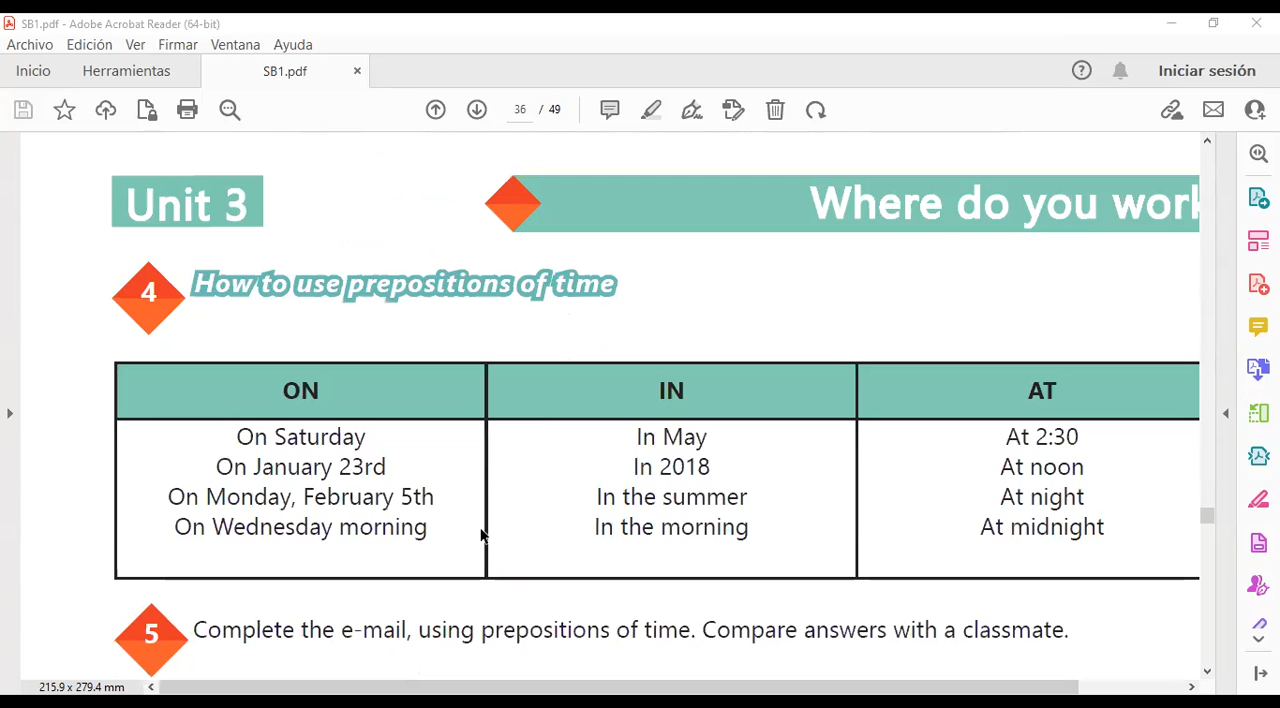 SB1.pdf - Adobe Acrobat Reader (64-bit)
Archivo Edición Ver Firmar Ventana Ayuda
Inicio Herramientas SB1.pdf × Iniciar sesión
36 / 49
Unit 3 Where do you work
4 How to use prepositions of time
ON IN AT
On Saturday In May At 2:30
On January 23rd In 2018 At noon
On Monday, February 5th In the summer At night
On Wednesday morning In the morning At midnight
5 Complete the e-mail, using prepositions of time. Compare answers with a classmate.
215.9 x 279.4 mm